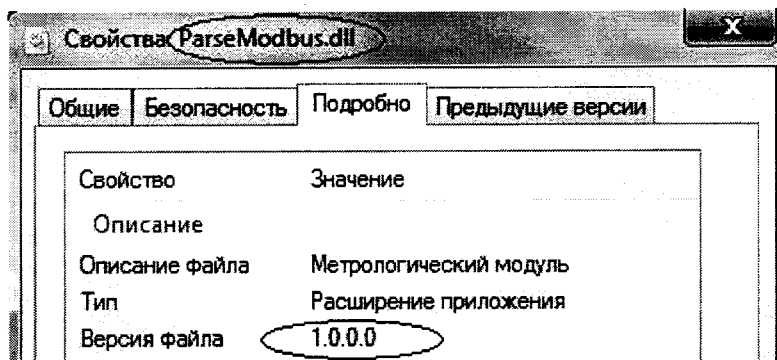 Свойства: ParseModbus.dll
Общие Безопасность Подробно Предыдущие версии
Свойство Значение
Описание
Описание файла Метрологический модуль
Тип Расширение приложения
Версия файла 1.0.0.0